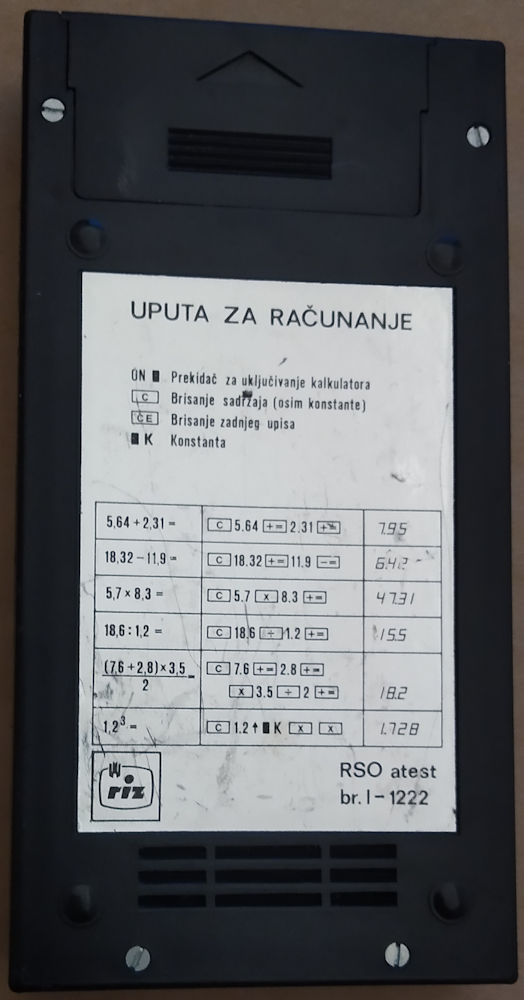 UPUTA ZA RAČUNANJE
ON Prekidač za uključivanje kalkulatora
C Brisanje sadržaja (osim konstante)
CE Brisanje zadnjeg upisa
K Konstanta
5,64 + 2,31 = C 5.64 += 2.31 += 7.95
18,32 - 11,9 = C 18.32 += 11.9 -= 6.42
5,7 x 8,3 = C 5.7 x 8.3 += 47.31
18,6 : 1,2 = C 18.6 ÷ 1.2 += 15.5
(7,6 + 2,8) x 3,5 = C 7.6 += 2.8 +=
2 x 3.5 ÷ 2 += 18.2
1,2³ = C 1.2 ↑ K x x 1.728
riz
RSO atest
br. I - 1222